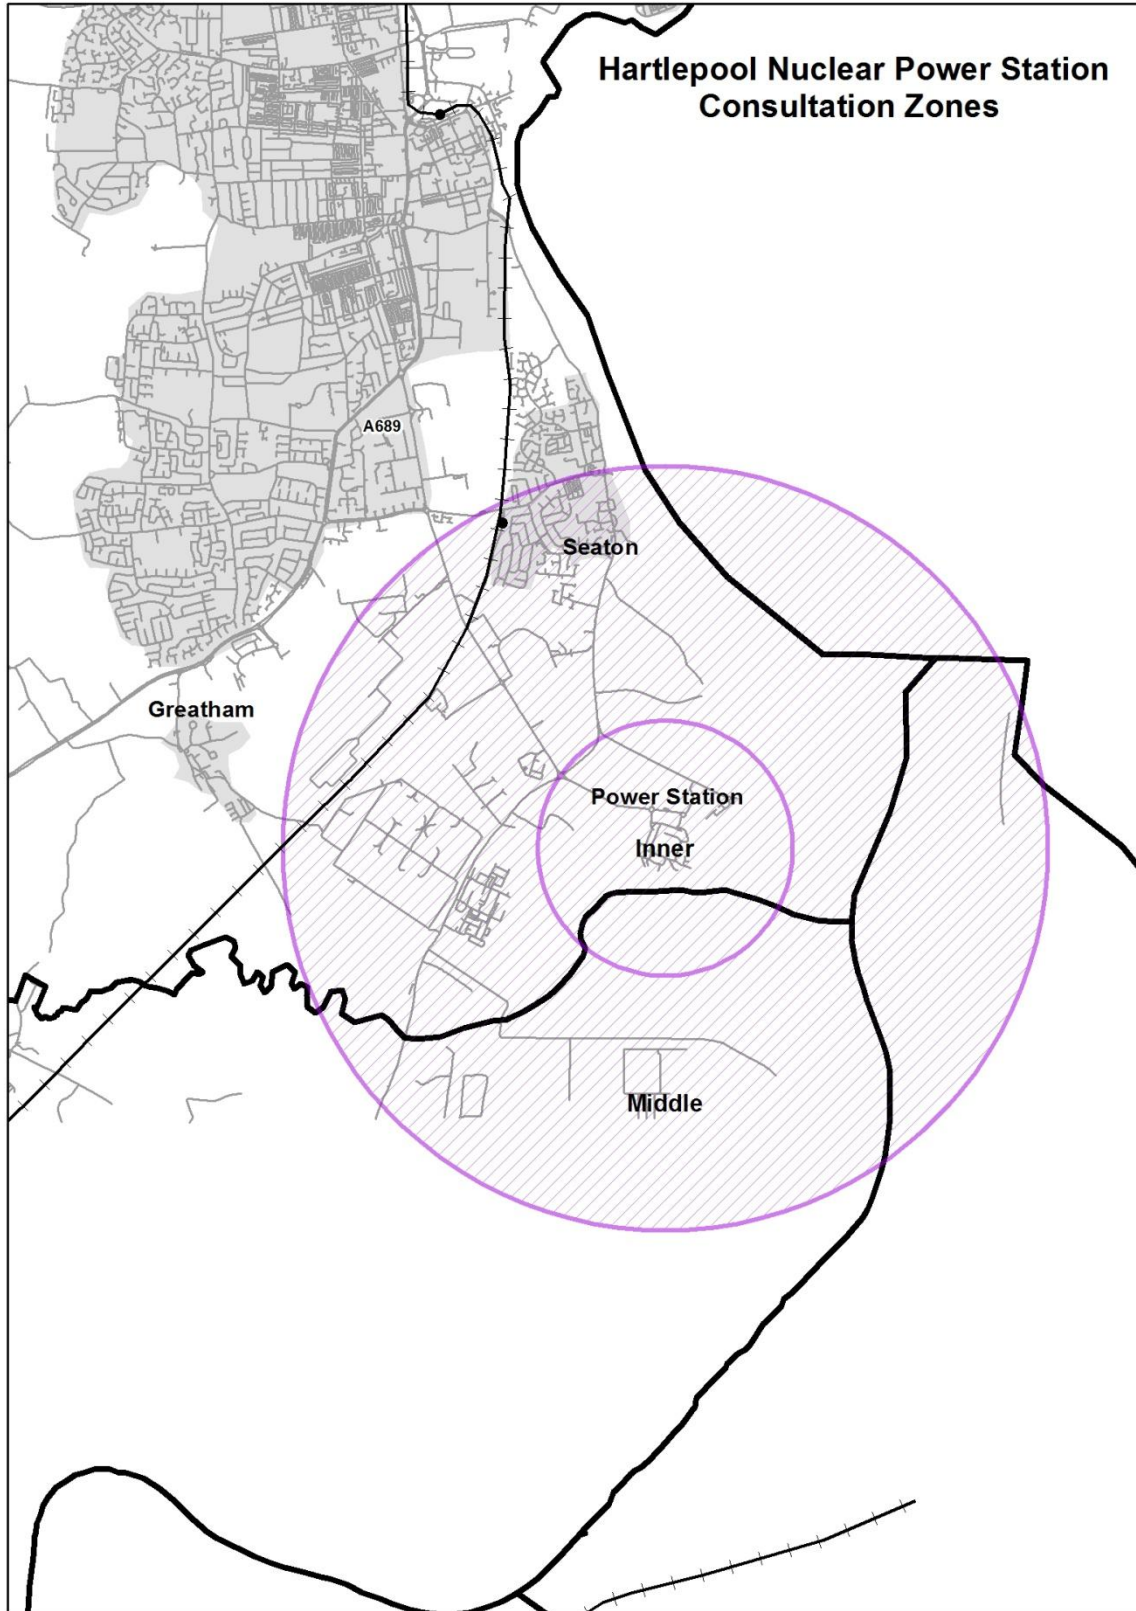 Hartlepool Nuclear Power Station
Consultation Zones
A689
Seaton
Greatham
Power Station
Inner
Middle